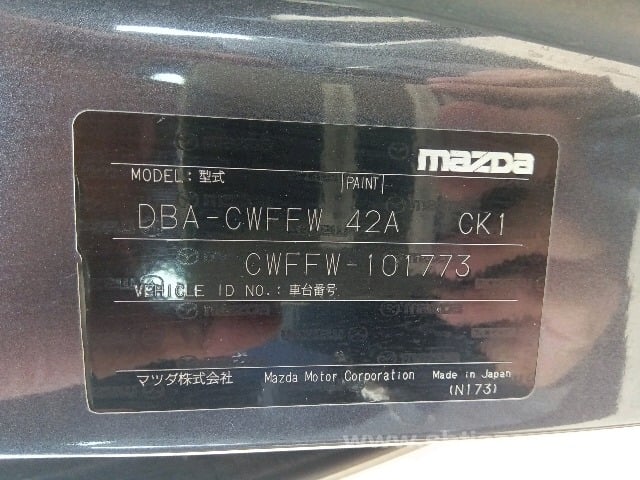 mazda
MODEL: 型式 PAINT
DBA-CWFFW 42A CK1
CWFFW-101773
VEHICLE ID NO.: 車台番号
マツダ株式会社 Mazda Motor Corporation Made in Japan
(N173)